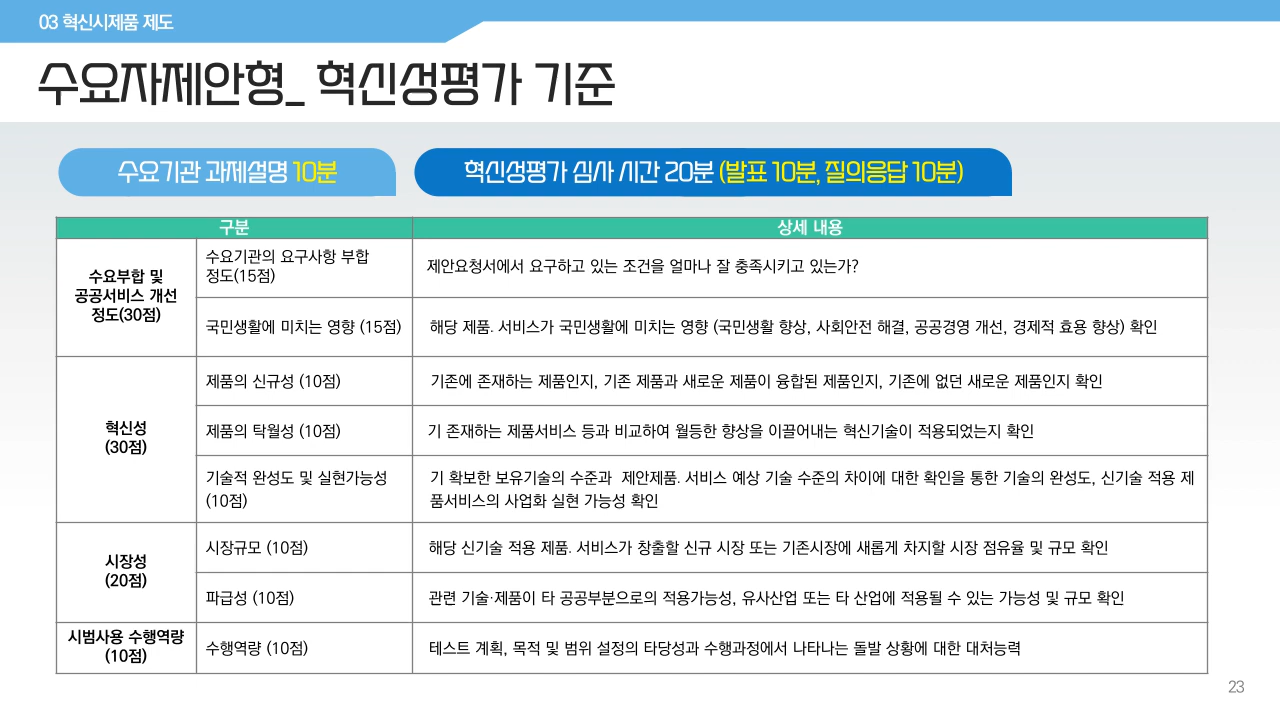 03 혁신시제품 제도
수요자제안형_ 혁신성평가 기준
수요기관 과제설명 10분
혁신성평가 심사 시간 20분 (발표 10분, 질의응답 10분)
구분
상세 내용
수요부합 및
공공서비스 개선
정도(30점)
수요기관의 요구사항 부합
정도(15점)
제안요청서에서 요구하고 있는 조건을 얼마나 잘 충족시키고 있는가?
국민생활에 미치는 영향 (15점)
해당 제품. 서비스가 국민생활에 미치는 영향 (국민생활 향상, 사회안전 해결, 공공경영 개선, 경제적 효용 향상) 확인
혁신성
(30점)
제품의 신규성 (10점)
기존에 존재하는 제품인지, 기존 제품과 새로운 제품이 융합된 제품인지, 기존에 없던 새로운 제품인지 확인
제품의 탁월성 (10점)
기 존재하는 제품서비스 등과 비교하여 월등한 향상을 이끌어내는 혁신기술이 적용되었는지 확인
기술적 완성도 및 실현가능성
(10점)
기 확보한 보유기술의 수준과 제안제품. 서비스 예상 기술 수준의 차이에 대한 확인을 통한 기술의 완성도, 신기술 적용 제
품서비스의 사업화 실현 가능성 확인
시장성
(20점)
시장규모 (10점)
해당 신기술 적용 제품. 서비스가 창출할 신규 시장 또는 기존시장에 새롭게 차지할 시장 점유율 및 규모 확인
파급성 (10점)
관련 기술·제품이 타 공공부분으로의 적용가능성, 유사산업 또는 타 산업에 적용될 수 있는 가능성 및 규모 확인
시범사용 수행역량
(10점)
수행역량 (10점)
테스트 계획, 목적 및 범위 설정의 타당성과 수행과정에서 나타나는 돌발 상황에 대한 대처능력
23